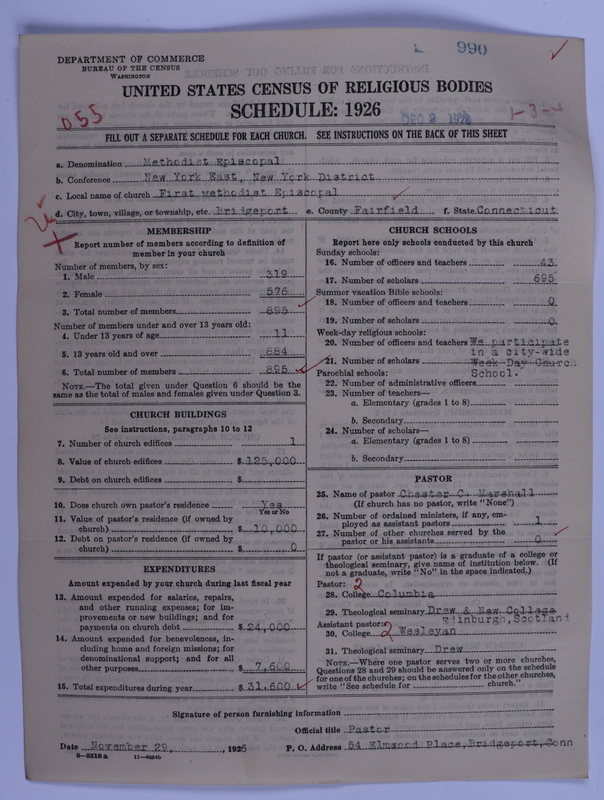 990
DEPARTMENT OF COMMERCE
BUREAU OF THE CENSUS
WASHINGTON
UNITED STATES CENSUS OF RELIGIOUS BODIES
SCHEDULE: 1926
055
DEC 2 1926
1-3-4
FILL OUT A SEPARATE SCHEDULE FOR EACH CHURCH. SEE INSTRUCTIONS ON THE BACK OF THIS SHEET
a. Denomination Methodist Episcopal
b. Conference New York East, New York District
c. Local name of church First methodist Episcopal
d. City, town, village, or township, etc. Bridgeport e. County Fairfield f. State Connecticut
MEMBERSHIP
Report number of members according to definition of member in your church
Number of members, by sex:
1. Male 319
2. Female 576
3. Total number of members 895
Number of members under and over 13 years old:
4. Under 13 years of age 11
5. 13 years old and over 884
6. Total number of members 895
NOTE.—The total given under Question 6 should be the
same as the total of males and females given under Question 3.
CHURCH BUILDINGS
See instructions, paragraphs 10 to 12
7. Number of church edifices 1
8. Value of church edifices $ 125,000
9. Debt on church edifices $
10. Does church own pastor's residence Yes
Yes or No
11. Value of pastor's residence (if owned by
church) $ 10,000
12. Debt on pastor's residence (if owned by
church) $ 0
EXPENDITURES
Amount expended by your church during last fiscal year
13. Amount expended for salaries, repairs,
and other running expenses; for im-
provements or new buildings; and for
payments on church debt $ 24,000
14. Amount expended for benevolences, in-
cluding home and foreign missions; for
denominational support; and for all
other purposes $ 7,600
15. Total expenditures during year $ 31,600
CHURCH SCHOOLS
Report here only schools conducted by this church
Sunday schools:
16. Number of officers and teachers 43
17. Number of scholars 695
Summer vacation Bible schools:
18. Number of officers and teachers 0
19. Number of scholars 0
Week-day religious schools:
20. Number of officers and teachers We participate
in a city-wide
21. Number of scholars Week Day Church
Parochial schools: School.
22. Number of administrative officers
23. Number of teachers—
a. Elementary (grades 1 to 8)
b. Secondary
24. Number of scholars—
a. Elementary (grades 1 to 8)
b. Secondary
PASTOR
25. Name of pastor Chester C. Marshall
(If church has no pastor, write "None")
26. Number of ordained ministers, if any, em-
ployed as assistant pastors 1
27. Number of other churches served by the
pastor or his assistants 0
If pastor (or assistant pastor) is a graduate of a college or
theological seminary, give name of institution below. (If
not a graduate, write "No" in the space indicated.)
Pastor: 2
28. College Columbia
29. Theological seminary Drew & New College
Assistant pastor: Edinburgh, Scotland
30. College 2 Wesleyan
31. Theological seminary Drew
NOTE.—Where one pastor serves two or more churches,
Questions 28 and 29 should be answered only on the schedule
for one of the churches; on the schedules for the other churches,
write "See schedule for church."
Signature of person furnishing information
Official title Pastor
Date November 29, 1926 P. O. Address 54 Elmwood Place, Bridgeport, Conn
8—5518 a 11—9024b